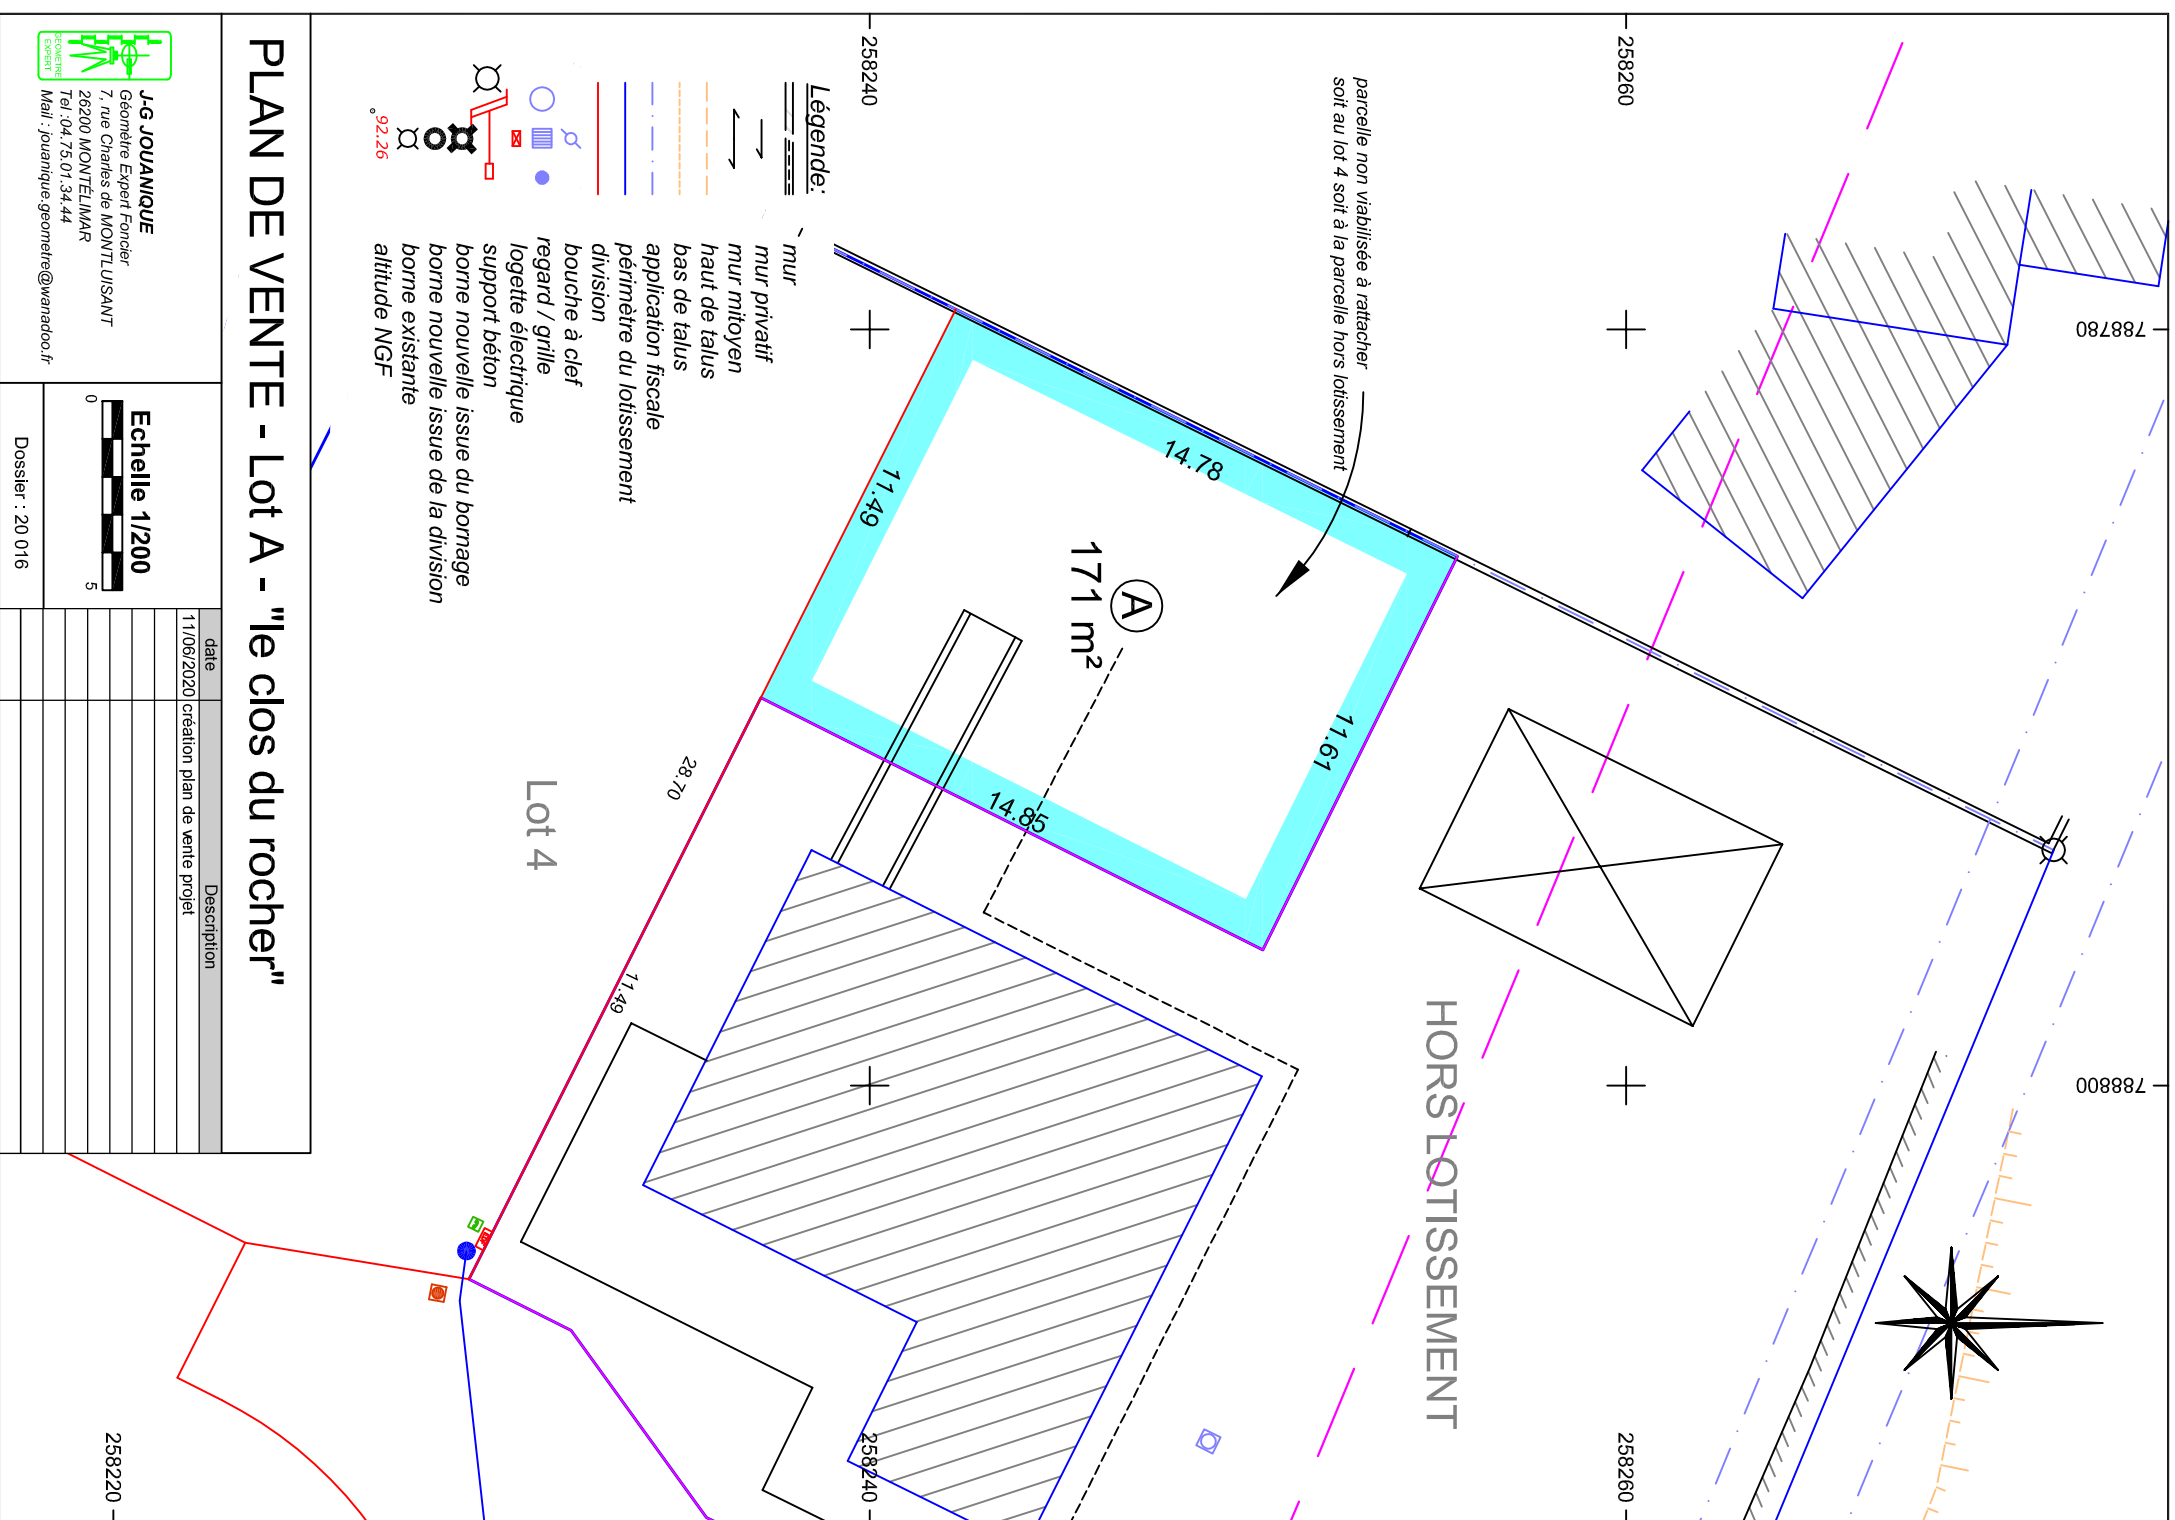 PLAN DE VENTE - Lot A - "le clos du rocher"
GEOMETRE
EXPERT
J-G JOUANIQUE
Géomètre Expert Foncier
7, rue Charles de MONTLUISANT
26200 MONTÉLIMAR
Tel :04.75.01.34.44
Mail : jouanique.geometre@wanadoo.fr
Echelle 1/200
0
5
Dossier : 20 016
date
Description
11/06/2020
création plan de vente projet
Légende:
mur
mur privatif
mur mitoyen
haut de talus
bas de talus
application fiscale
périmètre du lotissement
division
bouche à clef
regard / grille
logette électrique
support béton
borne nouvelle issue du bornage
borne nouvelle issue de la division
borne existante
altitude NGF
92.26
parcelle non viabilisée à rattacher
soit au lot 4 soit à la parcelle hors lotissement
A
171 m²
14.78
11.49
11.61
14.85
28.70
11.49
Lot 4
HORS LOTISSEMENT
258240
258260
788780
788800
258220
258240
258260